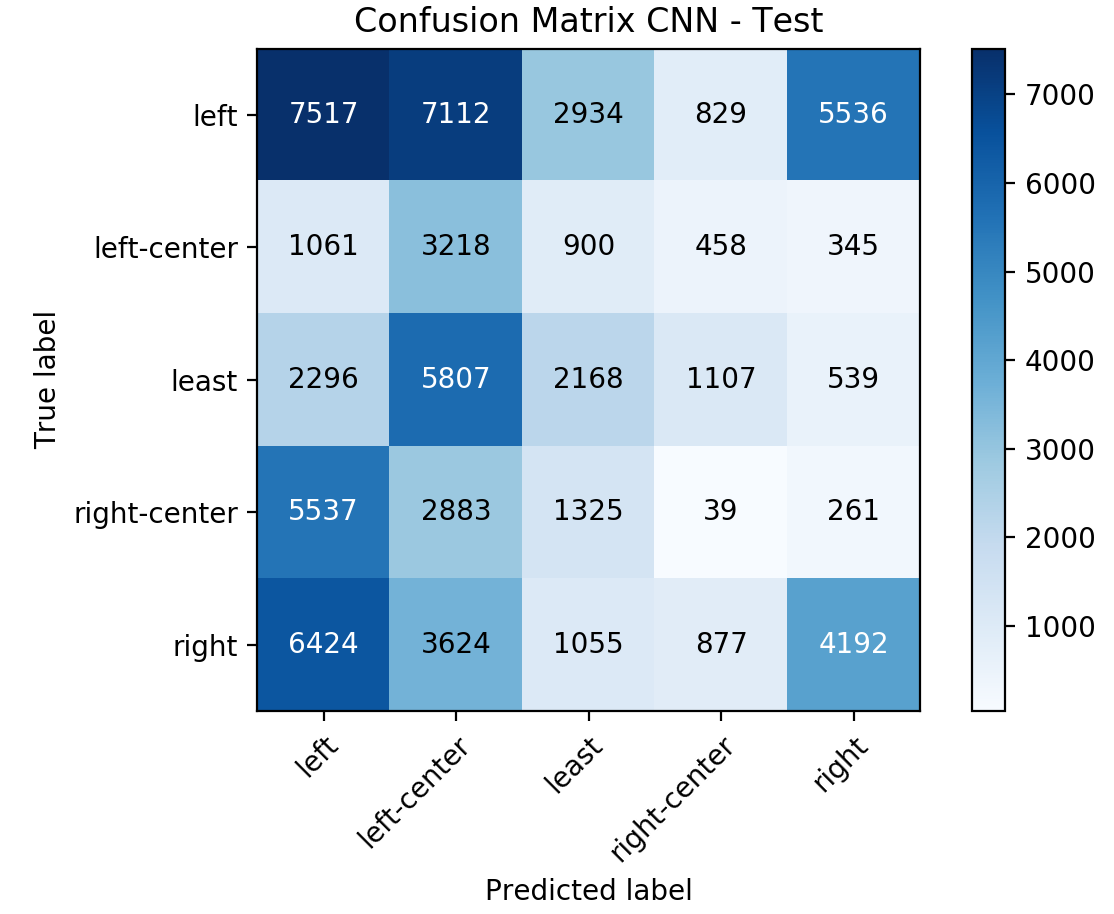 Confusion Matrix CNN - Test
True label
left 7517 7112 2934 829 5536
left-center 1061 3218 900 458 345
least 2296 5807 2168 1107 539
right-center 5537 2883 1325 39 261
right 6424 3624 1055 877 4192
left left-center least right-center right
Predicted label
7000
6000
5000
4000
3000
2000
1000